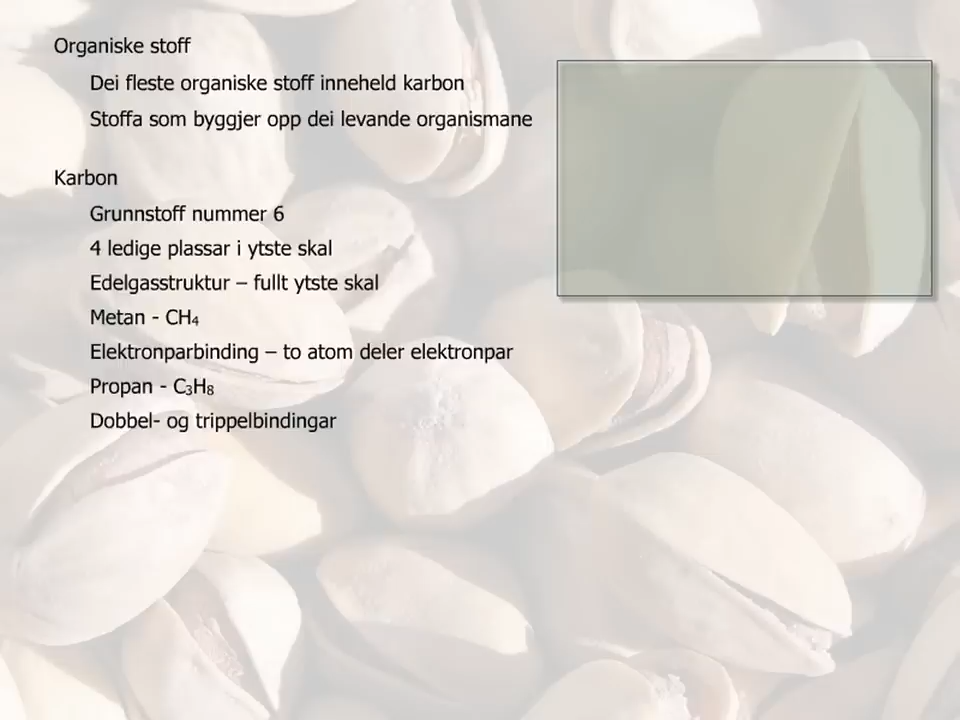 Organiske stoff
Dei fleste organiske stoff inneheld karbon
Stoffa som byggjer opp dei levande organismane
Karbon
Grunnstoff nummer 6
4 ledige plassar i ytste skal
Edelgasstruktur – fullt ytste skal
Metan - CH₄
Elektronparbinding – to atom deler elektronpar
Propan - C₃H₈
Dobbel- og trippelbindingar